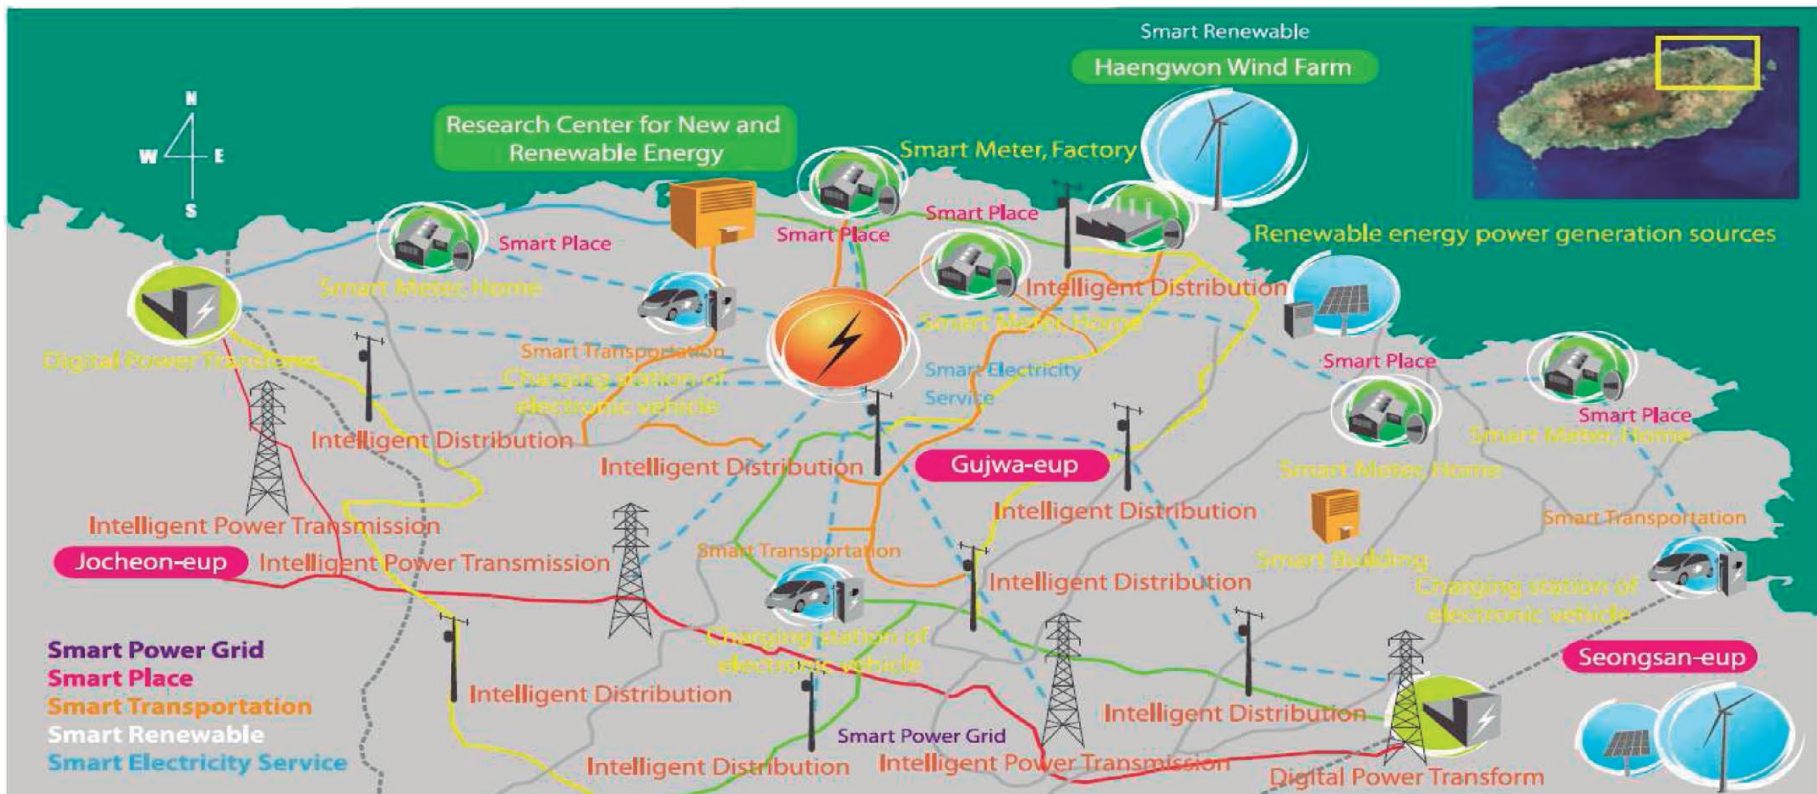 Smart Renewable
Haengwon Wind Farm
N
W
E
S
Research Center for New and
Renewable Energy
Smart Meter, Factory
Smart Place
Smart Place
Smart Place
Renewable energy power generation sources
Smart Meter, Home
Intelligent Distribution
Smart Meter, Home
Digital Power Transform
Smart Transportation
Charging station of
electronic vehicle
Smart Electricity
Service
Smart Place
Smart Place
Smart Meter, Home
Smart Meter, Home
Intelligent Distribution
Intelligent Distribution
Gujwa-eup
Intelligent Power Transmission
Intelligent Distribution
Smart Transportation
Jocheon-eup
Intelligent Power Transmission
Smart Transportation
Intelligent Distribution
Smart Building
Charging station of
electronic vehicle
Charging station of
electronic vehicle
Seongsan-eup
Smart Power Grid
Smart Place
Smart Transportation
Smart Renewable
Smart Electricity Service
Intelligent Distribution
Intelligent Distribution
Smart Power Grid
Intelligent Distribution
Intelligent Power Transmission
Digital Power Transform